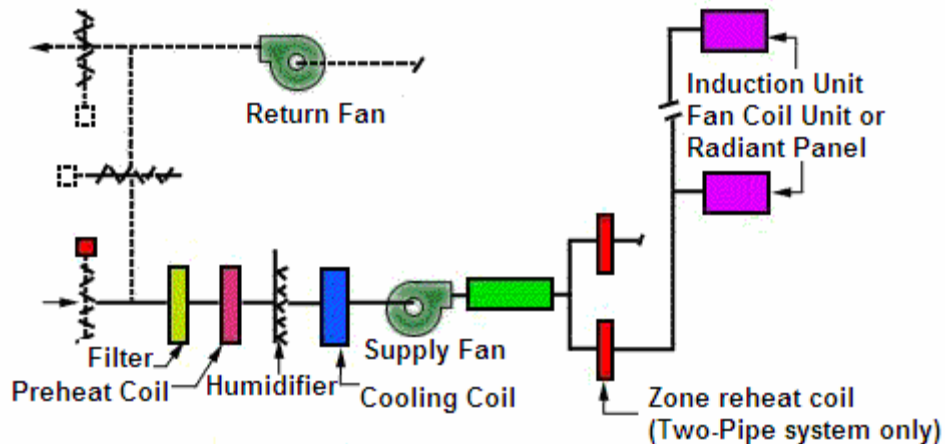 Return Fan
Induction Unit
Fan Coil Unit or
Radiant Panel
Filter
Preheat Coil
Humidifier
Supply Fan
Cooling Coil
Zone reheat coil
(Two-Pipe system only)